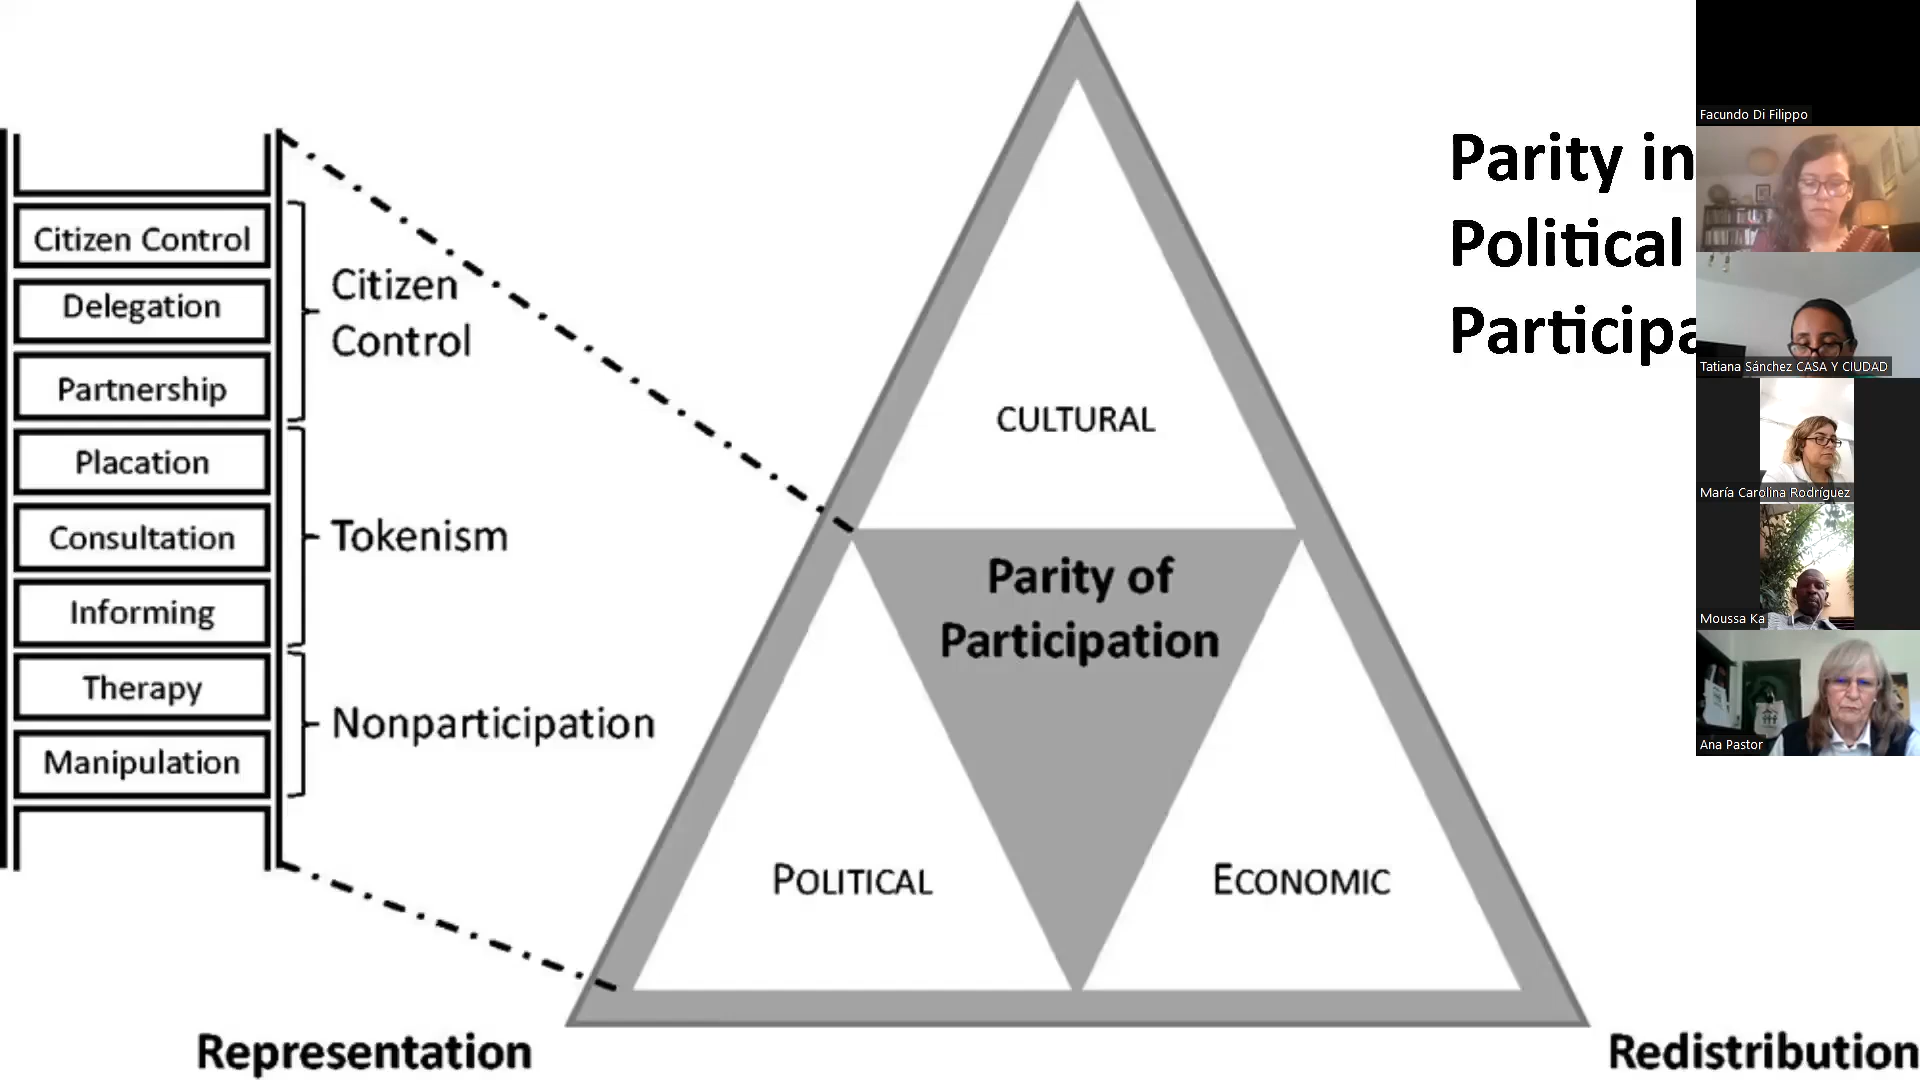 Citizen Control
Delegation
Partnership
Placation
Consultation
Informing
Therapy
Manipulation
Citizen
Control
Tokenism
Nonparticipation
CULTURAL
Parity of
Participation
POLITICAL
ECONOMIC
Representation
Redistribution
Parity in
Political
Participa
Facundo Di Filippo
Tatiana Sánchez CASA Y CIUDAD
María Carolina Rodríguez
Moussa Ka
Ana Pastor